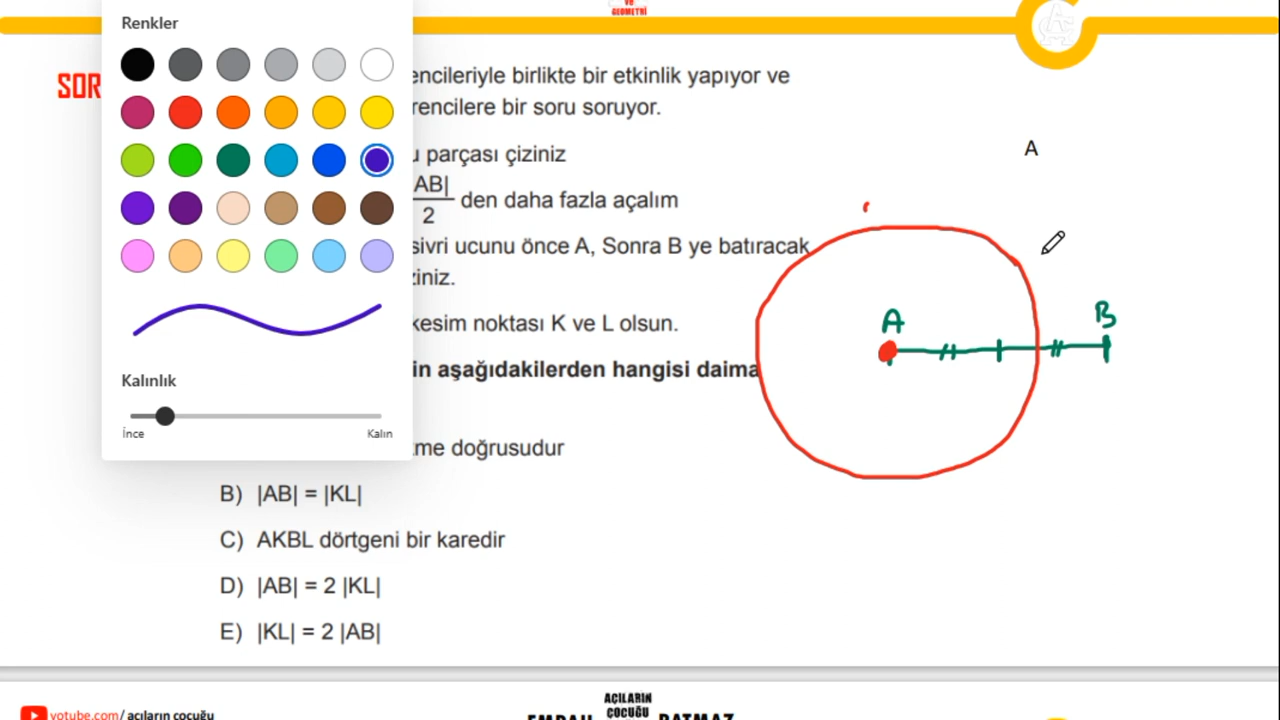 Renkler
VE
GEOMETRİ
SOR
encileriyle birlikte bir etkinlik yapıyor ve
rencilere bir soru soruyor.
parçası çiziniz
AB|
2
den daha fazla açalım
sivri ucunu önce A, Sonra B ye batıracak
ziniz.
kesim noktası K ve L olsun.
in aşağıdakilerden hangisi daima
me doğrusudur
B) |AB| = |KL|
C) AKBL dörtgeni bir karedir
D) |AB| = 2 |KL|
E) |KL| = 2 |AB|
Kalınlık
İnce
Kalın
A
A
B
yotube.com/ açıların çocuğu
AÇILARIN
ÇOCUĞU